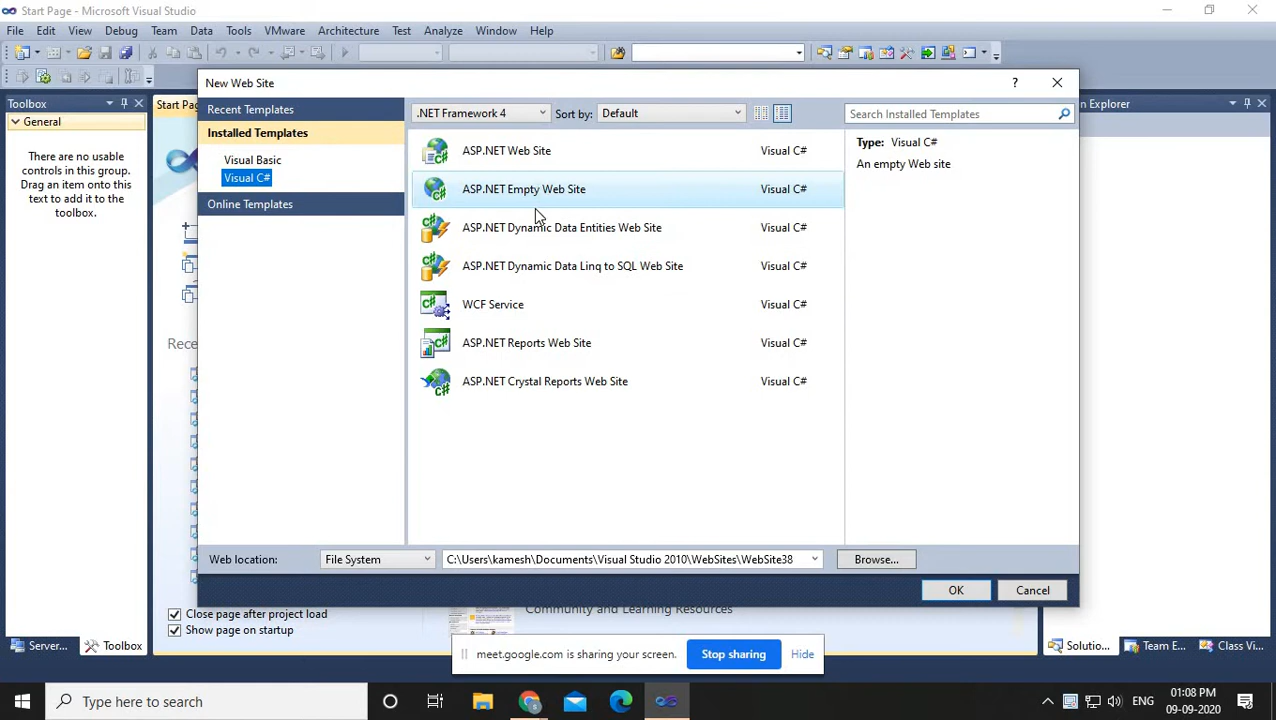 Start Page - Microsoft Visual Studio
File Edit View Debug Team Data Tools VMware Architecture Test Analyze Window Help
Toolbox
General
There are no usable
controls in this group.
Drag an item onto this
text to add it to the
toolbox.
Start Pag
New Web Site
?
Recent Templates
Installed Templates
Visual Basic
Visual C#
Online Templates
.NET Framework 4
Sort by: Default
Search Installed Templates
ASP.NET Web Site Visual C#
ASP.NET Empty Web Site Visual C#
ASP.NET Dynamic Data Entities Web Site Visual C#
ASP.NET Dynamic Data Linq to SQL Web Site Visual C#
WCF Service Visual C#
ASP.NET Reports Web Site Visual C#
ASP.NET Crystal Reports Web Site Visual C#
Type: Visual C#
An empty Web site
Explorer
Rece
Web location: File System C:\Users\kamesh\Documents\Visual Studio 2010\WebSites\WebSite38 Browse...
OK Cancel
Close page after project load
Show page on startup
Community and Learning Resources
Server... Toolbox
Solutio... Team E... Class Vi...
meet.google.com is sharing your screen. Stop sharing Hide
Type here to search
ENG
01:08 PM
09-09-2020